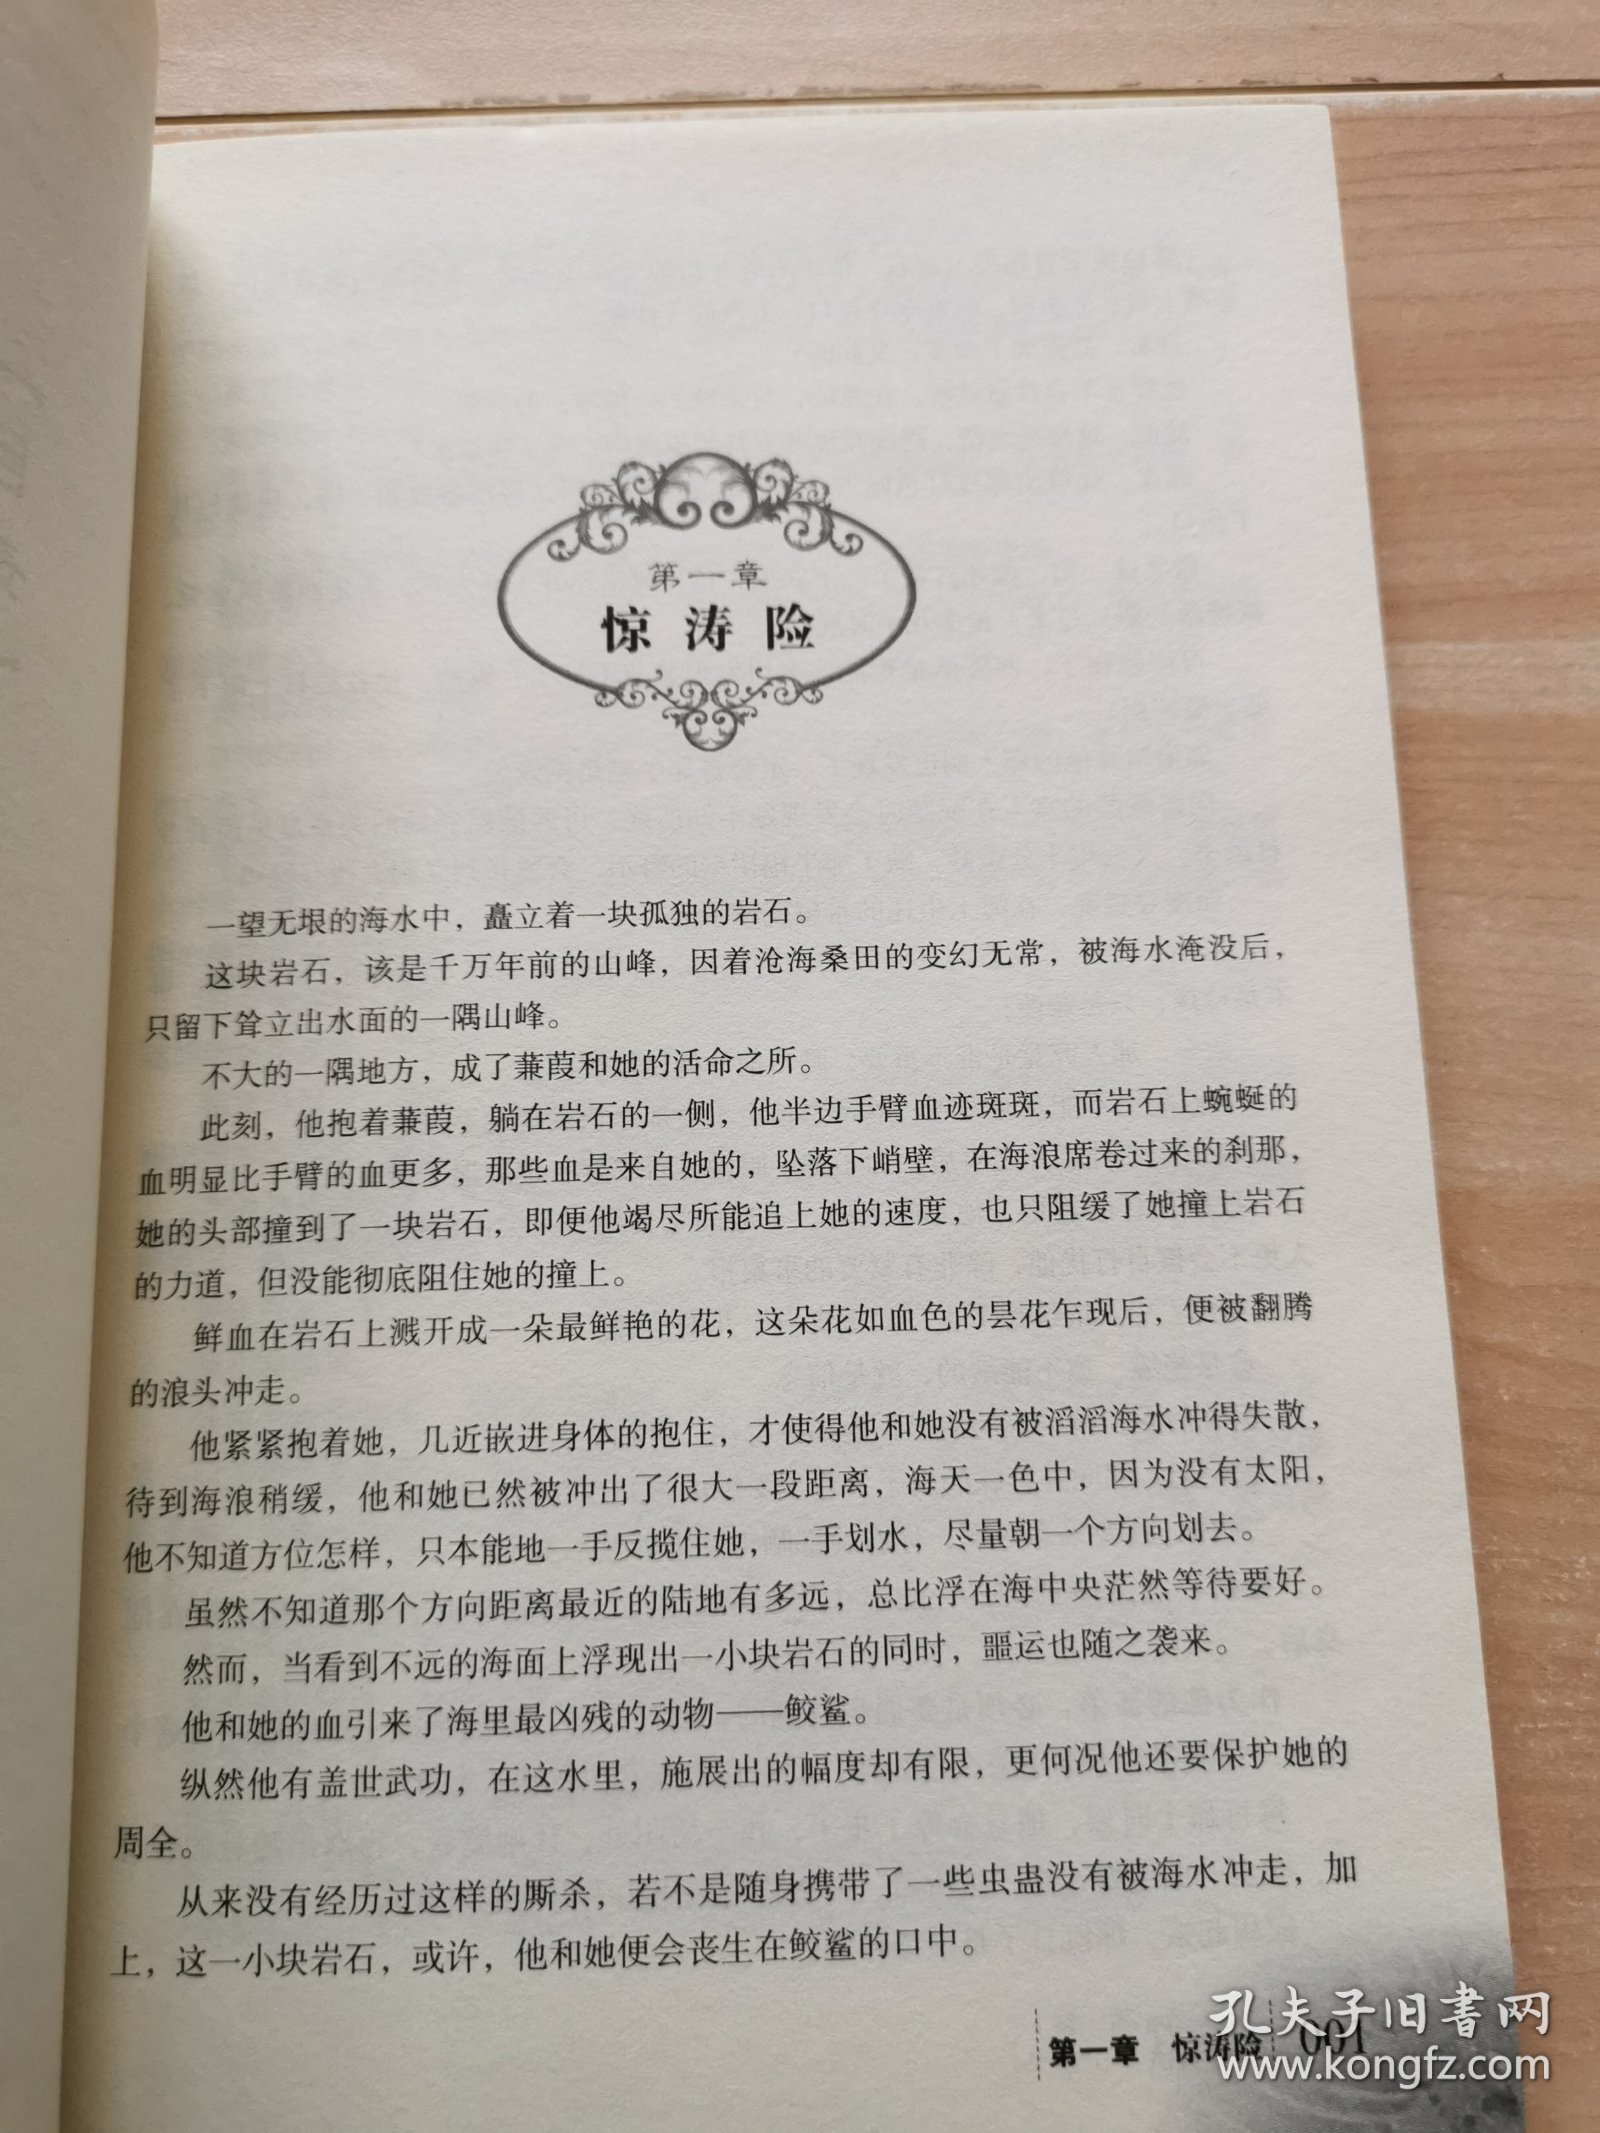 第一章
惊涛险
一望无垠的海水中，矗立着一块孤独的岩石。
这块岩石，该是千万年前的山峰，因着沧海桑田的变幻无常，被海水淹没后，
只留下耸立出水面的一隅山峰。
不大的一隅地方，成了蒹葭和她的活命之所。
此刻，他抱着蒹葭，躺在岩石的一侧，他半边手臂血迹斑斑，而岩石上蜿蜒的
血明显比手臂的血更多，那些血是来自她的，坠落下峭壁，在海浪席卷过来的刹那，
她的头部撞到了一块岩石，即便他竭尽所能追上她的速度，也只阻缓了她撞上岩石
的力道，但没能彻底阻住她的撞上。
鲜血在岩石上溅开成一朵最鲜艳的花，这朵花如血色的昙花乍现后，便被翻腾
的浪头冲走。
他紧紧抱着她，几近嵌进身体的抱住，才使得他和她没有被滔滔海水冲得失散，
待到海浪稍缓，他和她已然被冲出了很大一段距离，海天一色中，因为没有太阳，
他不知道方位怎样，只本能地一手反揽住她，一手划水，尽量朝一个方向划去。
虽然不知道那个方向距离最近的陆地有多远，总比浮在海中央茫然等待要好。
然而，当看到不远的海面上浮现出一小块岩石的同时，噩运也随之袭来。
他和她的血引来了海里最凶残的动物——鲛鲨。
纵然他有盖世武功，在这水里，施展出的幅度却有限，更何况他还要保护她的
周全。
从来没有经历过这样的厮杀，若不是随身携带了一些虫蛊没有被海水冲走，加
上，这一小块岩石，或许，他和她便会丧生在鲛鲨的口中。
第一章 惊涛险 001
孔夫子旧书网
www.kongfz.com